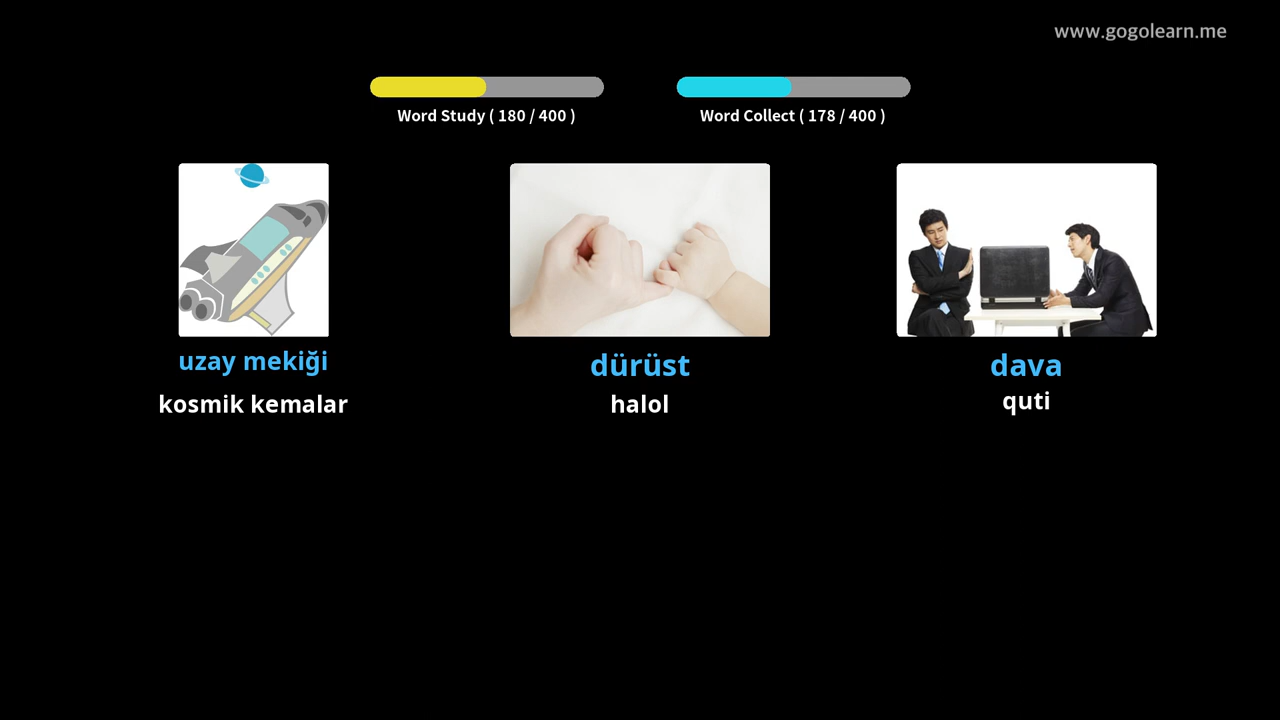 www.gogolearn.me
Word Study ( 180 / 400 )
Word Collect ( 178 / 400 )
uzay mekiği
kosmik kemalar
dürüst
halol
dava
quti